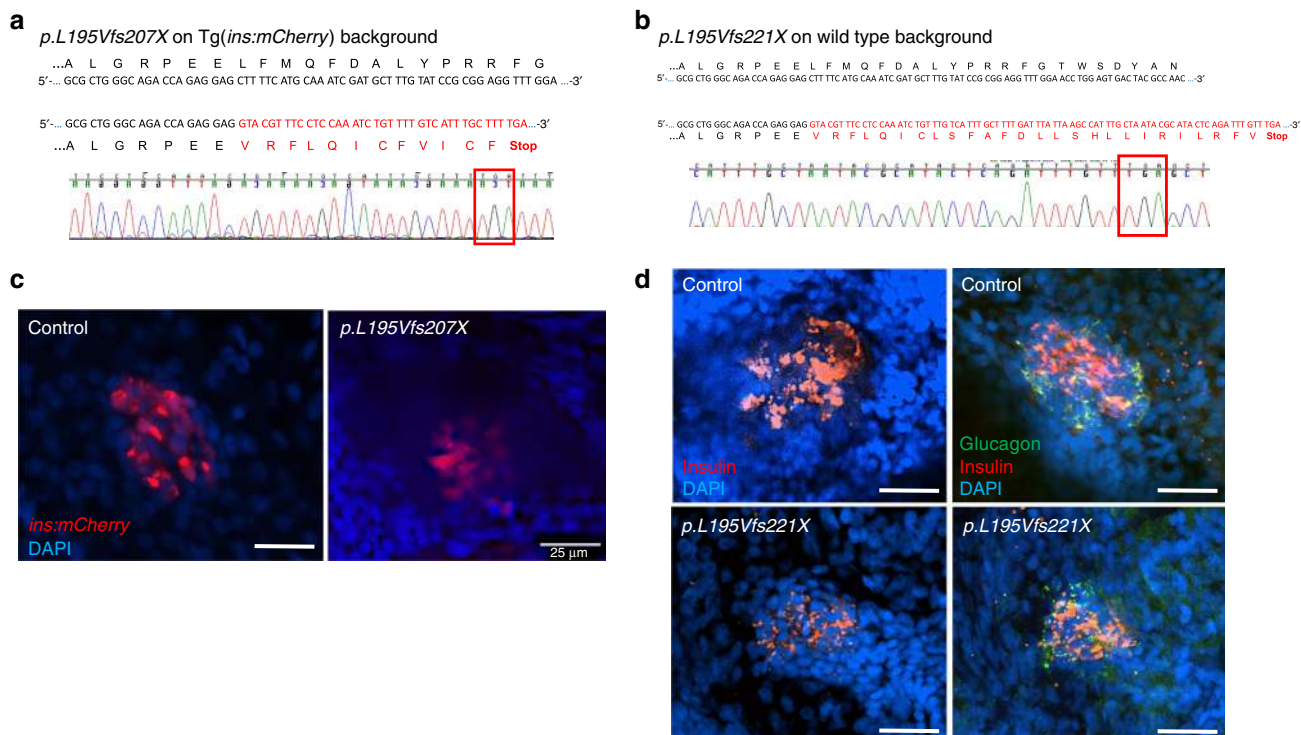 a
p.L195Vfs207X on Tg(ins:mCherry) background
...A L G R P E E L F M Q F D A L Y P R R F G
5′-... GCG CTG GGC AGA CCA GAG GAG CTT TTC ATG CAA ATC GAT GCT TTG TAT CCG CGG AGG TTT GGA ...-3′
5′-... GCG CTG GGC AGA CCA GAG GAG GTA CGT TTC CTC CAA ATC TGT TTT GTC ATT TGC TTT TGA...-3′
...A L G R P E E V R F L Q I C F V I C F Stop
b
p.L195Vfs221X on wild type background
...A L G R P E E L F M Q F D A L Y P R R F G T W S D Y A N
5′-... GCG CTG GGC AGA CCA GAG GAG CTT TTC ATG CAA ATC GAT GCT TTG TAT CCG CGG AGG TTT GGA ACC TGG AGT GAC TAC GCC AAC ...-3′
5′-... GCG CTG GGC AGA CCA GAG GAG GTA CGT TTC CTC CAA ATC TGT TTG TCA TTT GCT TTT GAT TTA TTA AGC CAT TTG CTA ATA CGC ATA CTC AGA TTT GTT TGA ...-3′
...A L G R P E E V R F L Q I C L S F A F D L L S H L L I R I L R F V Stop
c
Control
ins:mCherry
DAPI
p.L195Vfs207X
25 μm
d
Control
Insulin
DAPI
Control
Glucagon
Insulin
DAPI
p.L195Vfs221X
p.L195Vfs221X